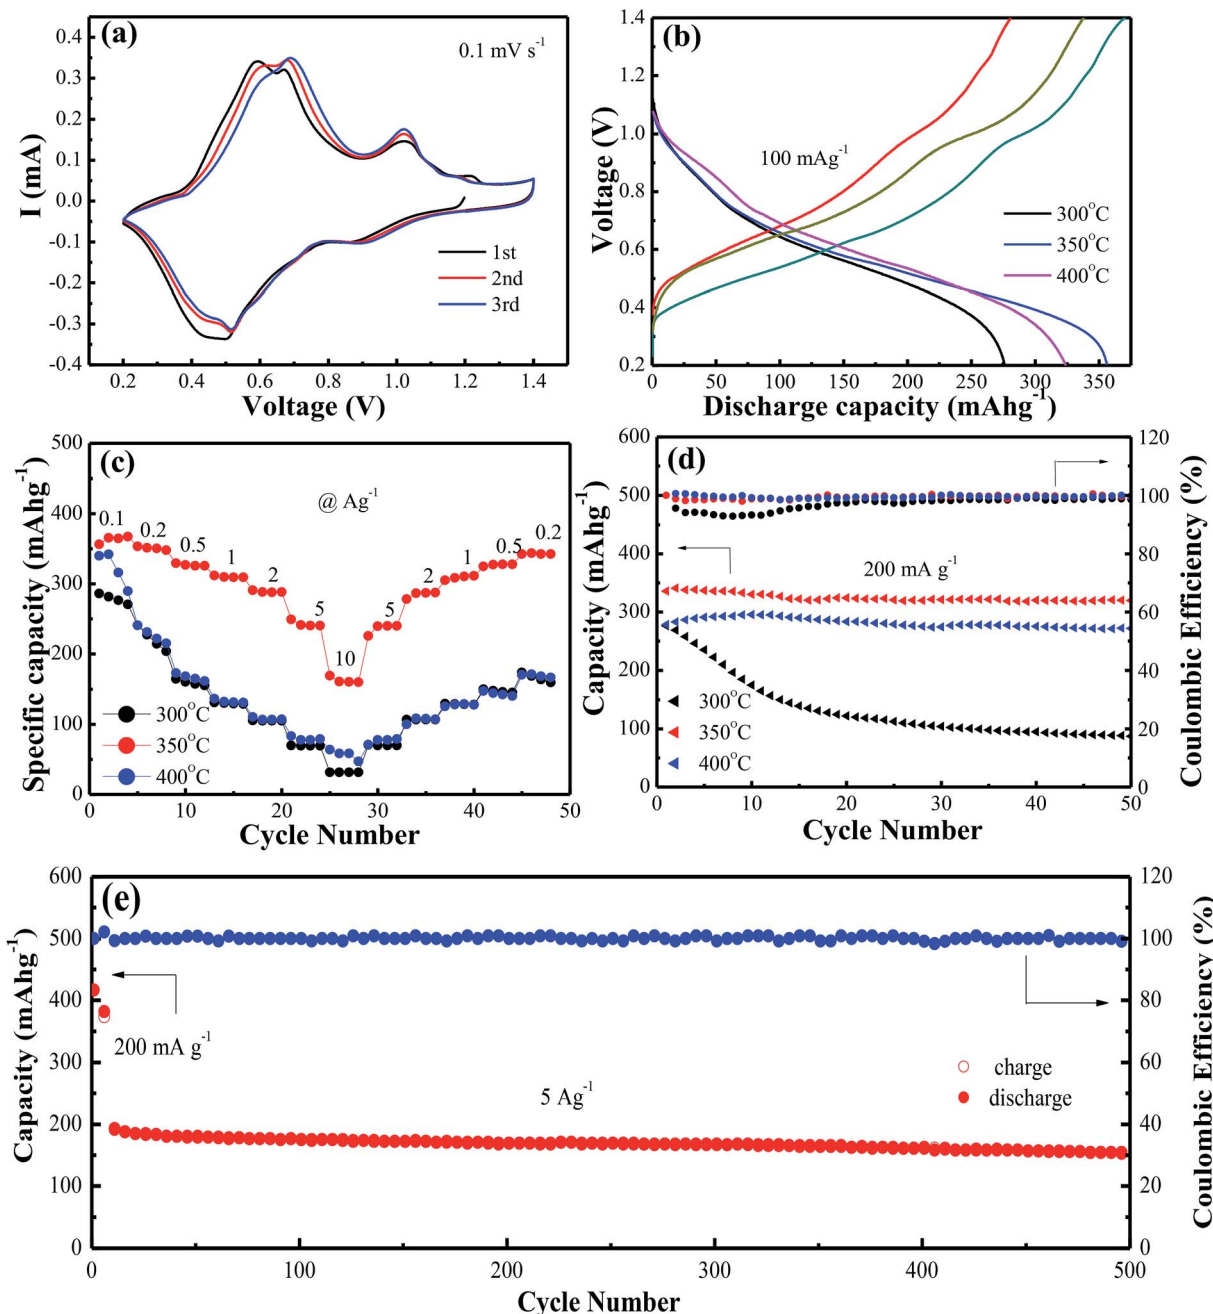 (a)
0.1 mV s-1
I (mA)
0.4
0.3
0.2
0.1
0.0
-0.1
-0.2
-0.3
-0.4
1st
2nd
3rd
0.2 0.4 0.6 0.8 1.0 1.2 1.4
Voltage (V)
(b)
100 mAg-1
Voltage (V)
1.4
1.2
1.0
0.8
0.6
0.4
0.2
300°C
350°C
400°C
0 50 100 150 200 250 300 350
Discharge capacity (mAhg-1)
(c)
@ Ag-1
Specific capacity (mAhg-1)
500
400
300
200
100
0
0.1 0.2 0.5 1 2 5 10 5 2 1 0.5 0.2
300°C
350°C
400°C
0 10 20 30 40 50
Cycle Number
(d)
200 mA g-1
Capacity (mAhg-1)
600
500
400
300
200
100
0
300°C
350°C
400°C
120
100
80
60
40
20
0
Coulombic Efficiency (%)
0 10 20 30 40 50
Cycle Number
(e)
Capacity (mAhg-1)
600
500
400
300
200
100
0
200 mA g-1
5 Ag-1
charge
discharge
120
100
80
60
40
20
0
Coulombic Efficiency (%)
0 100 200 300 400 500
Cycle Number